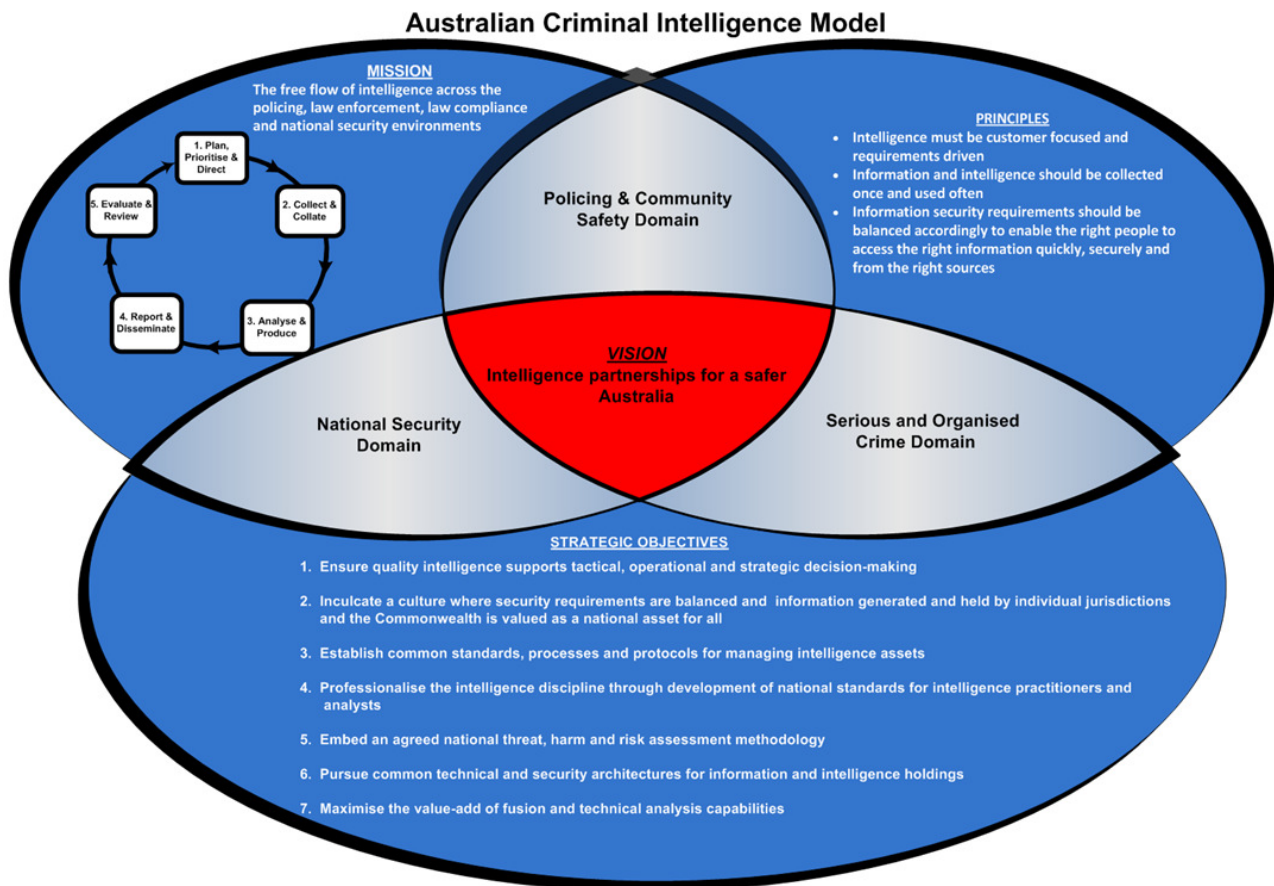 Australian Criminal Intelligence Model
MISSION
The free flow of intelligence across the
policing, law enforcement, law compliance
and national security environments
1. Plan,
Prioritise &
Direct
2. Collect &
Collate
3. Analyse &
Produce
4. Report &
Disseminate
5. Evaluate &
Review
PRINCIPLES
• Intelligence must be customer focused and
requirements driven
• Information and intelligence should be collected
once and used often
• Information security requirements should be
balanced accordingly to enable the right people to
access the right information quickly, securely and
from the right sources
Policing & Community
Safety Domain
VISION
Intelligence partnerships for a safer
Australia
National Security
Domain
Serious and Organised
Crime Domain
STRATEGIC OBJECTIVES
1. Ensure quality intelligence supports tactical, operational and strategic decision-making
2. Inculcate a culture where security requirements are balanced and information generated and held by individual jurisdictions
and the Commonwealth is valued as a national asset for all
3. Establish common standards, processes and protocols for managing intelligence assets
4. Professionalise the intelligence discipline through development of national standards for intelligence practitioners and
analysts
5. Embed an agreed national threat, harm and risk assessment methodology
6. Pursue common technical and security architectures for information and intelligence holdings
7. Maximise the value-add of fusion and technical analysis capabilities